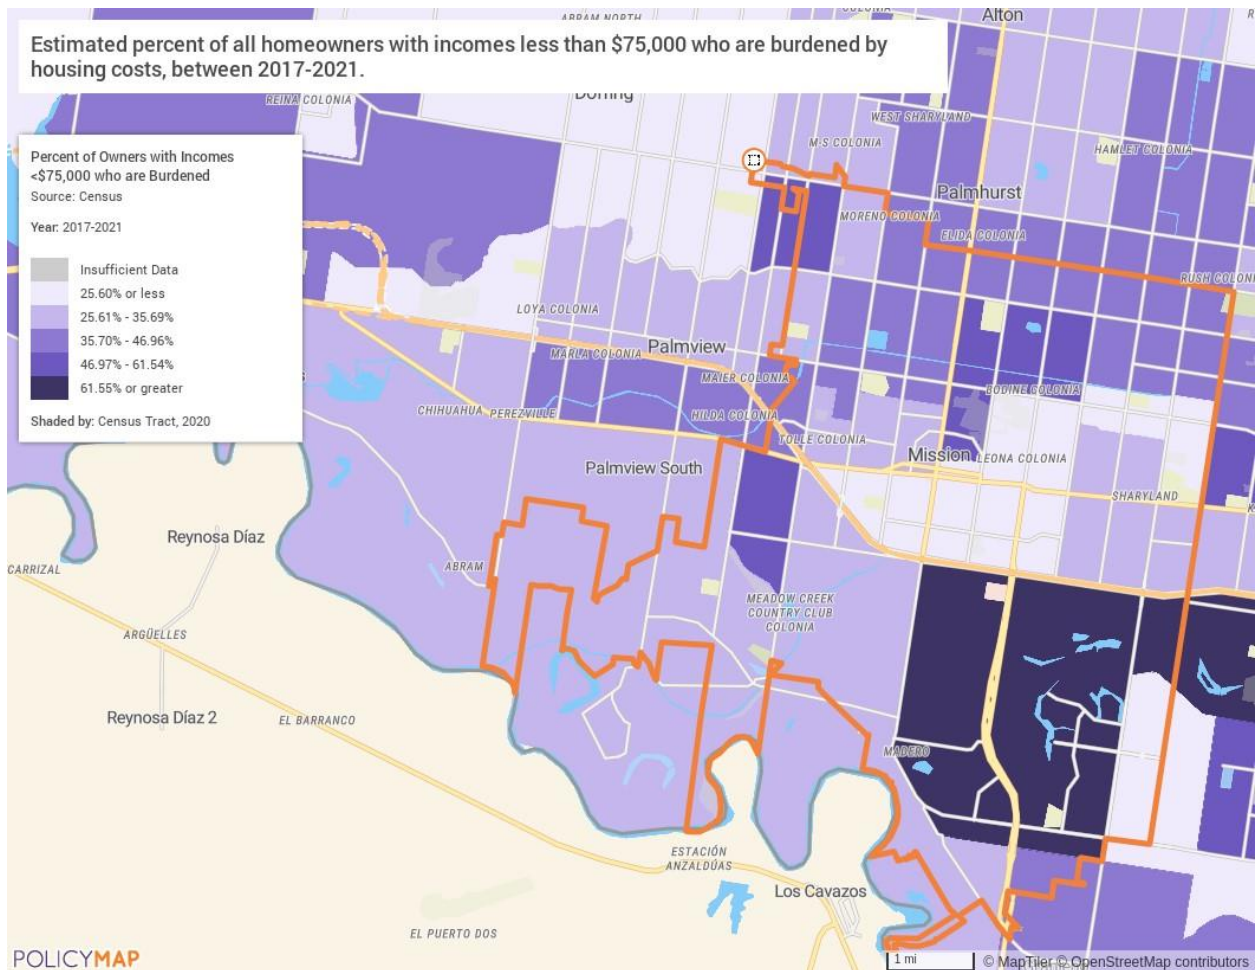 COLONIA
Alton
ABRAM NORTH
Estimated percent of all homeowners with incomes less than $75,000 who are burdened by
housing costs, between 2017-2021.
REINA COLONIA
WEST SHARYLAND
M-S COLONIA
HAMLET COLONIA
Percent of Owners with Incomes
<$75,000 who are Burdened
Source: Census
Year: 2017-2021
Insufficient Data
25.60% or less
25.61% - 35.69%
35.70% - 46.96%
46.97% - 61.54%
61.55% or greater
Shaded by: Census Tract, 2020
Palmhurst
MORENO COLONIA
ELIDA COLONIA
LOYA COLONIA
Palmview
MARLA COLONIA
MAIER COLONIA
BODINE COLONIA
CHIHUAHUA
PEREZVILLE
HILDA COLONIA
TOLLE COLONIA
Mission
LEONA COLONIA
Palmview South
SHARYLAND
Reynosa Díaz
CARRIZAL
ABRAM
MEADOW CREEK
COUNTRY CLUB
COLONIA
ARGÜELLES
Reynosa Díaz 2
EL BARRANCO
MADERO
ESTACIÓN
ANZALDÚAS
Los Cavazos
EL PUERTO DOS
POLICYMAP
1 mi
© MapTiler © OpenStreetMap contributors